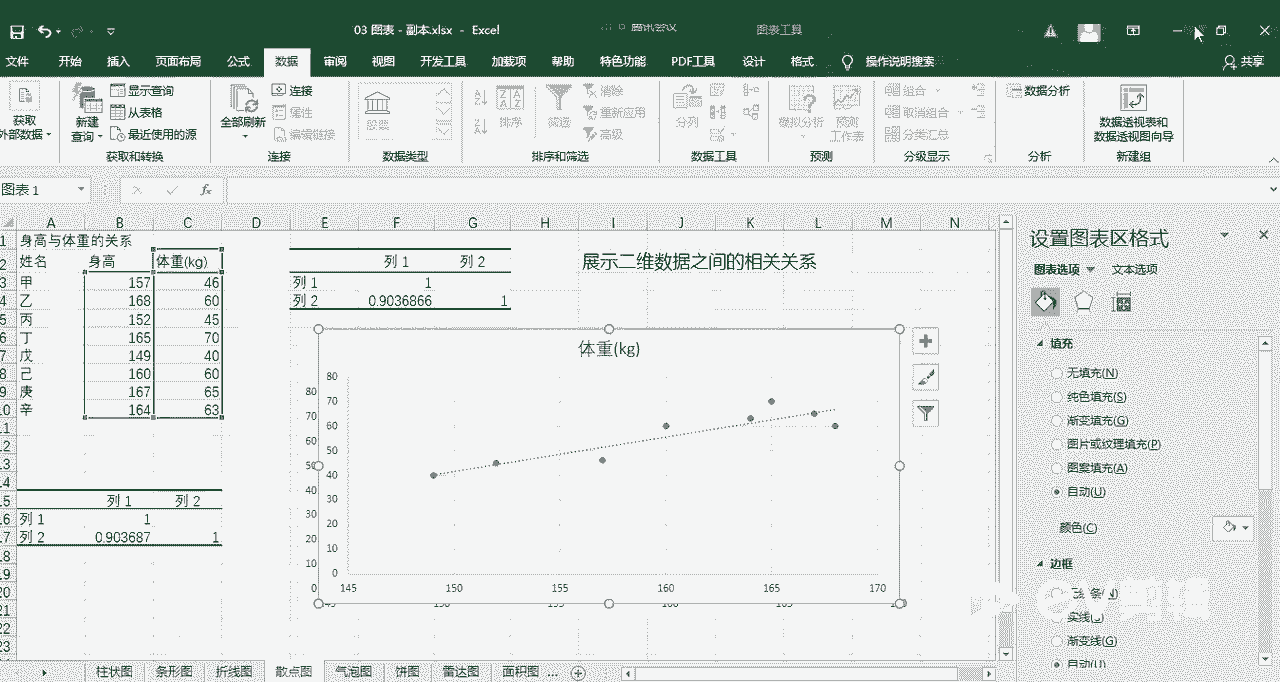 03 图表 - 副本.xlsx - Excel
腾讯会议
图表工具
文件 开始 插入 页面布局 公式 数据 审阅 视图 开发工具 加载项 帮助 特色功能 PDF工具 设计 格式 操作说明搜索 共享
获取
外部数据
新建
查询
显示查询
从表格
最近使用的源
获取和转换
全部刷新
连接
属性
编辑链接
连接
股票
数据类型
排序
筛选
清除
重新应用
高级
排序和筛选
分列
数据工具
模拟分析
预测
工作表
预测
组合
取消组合
分类汇总
分级显示
数据分析
分析
数据透视表和
数据透视图向导
新建组
图表 1
fx
A B C D E F G H I J K L M N
1 身高与体重的关系
2 姓名 身高 体重(kg)
3 甲 157 46
4 乙 168 60
5 丙 152 45
6 丁 165 70
7 戊 149 40
8 己 160 60
9 庚 167 65
10 辛 164 63
列 1 列 2
列 1 1
列 2 0.9036866 1
展示二维数据之间的相关关系
列 1 列 2
列 1 1
列 2 0.903687 1
体重(kg)
80
70
60
50
40
30
20
10
0
80
70
60
50
40
30
20
10
0
145 150 155 160 165 170
设置图表区格式
图表选项 文本选项
填充
无填充(N)
纯色填充(S)
渐变填充(G)
图片或纹理填充(P)
图案填充(A)
自动(U)
颜色(C)
边框
实线(S)
渐变线(G)
自动(U)
柱状图 条形图 折线图 散点图 气泡图 饼图 雷达图 面积图 ...